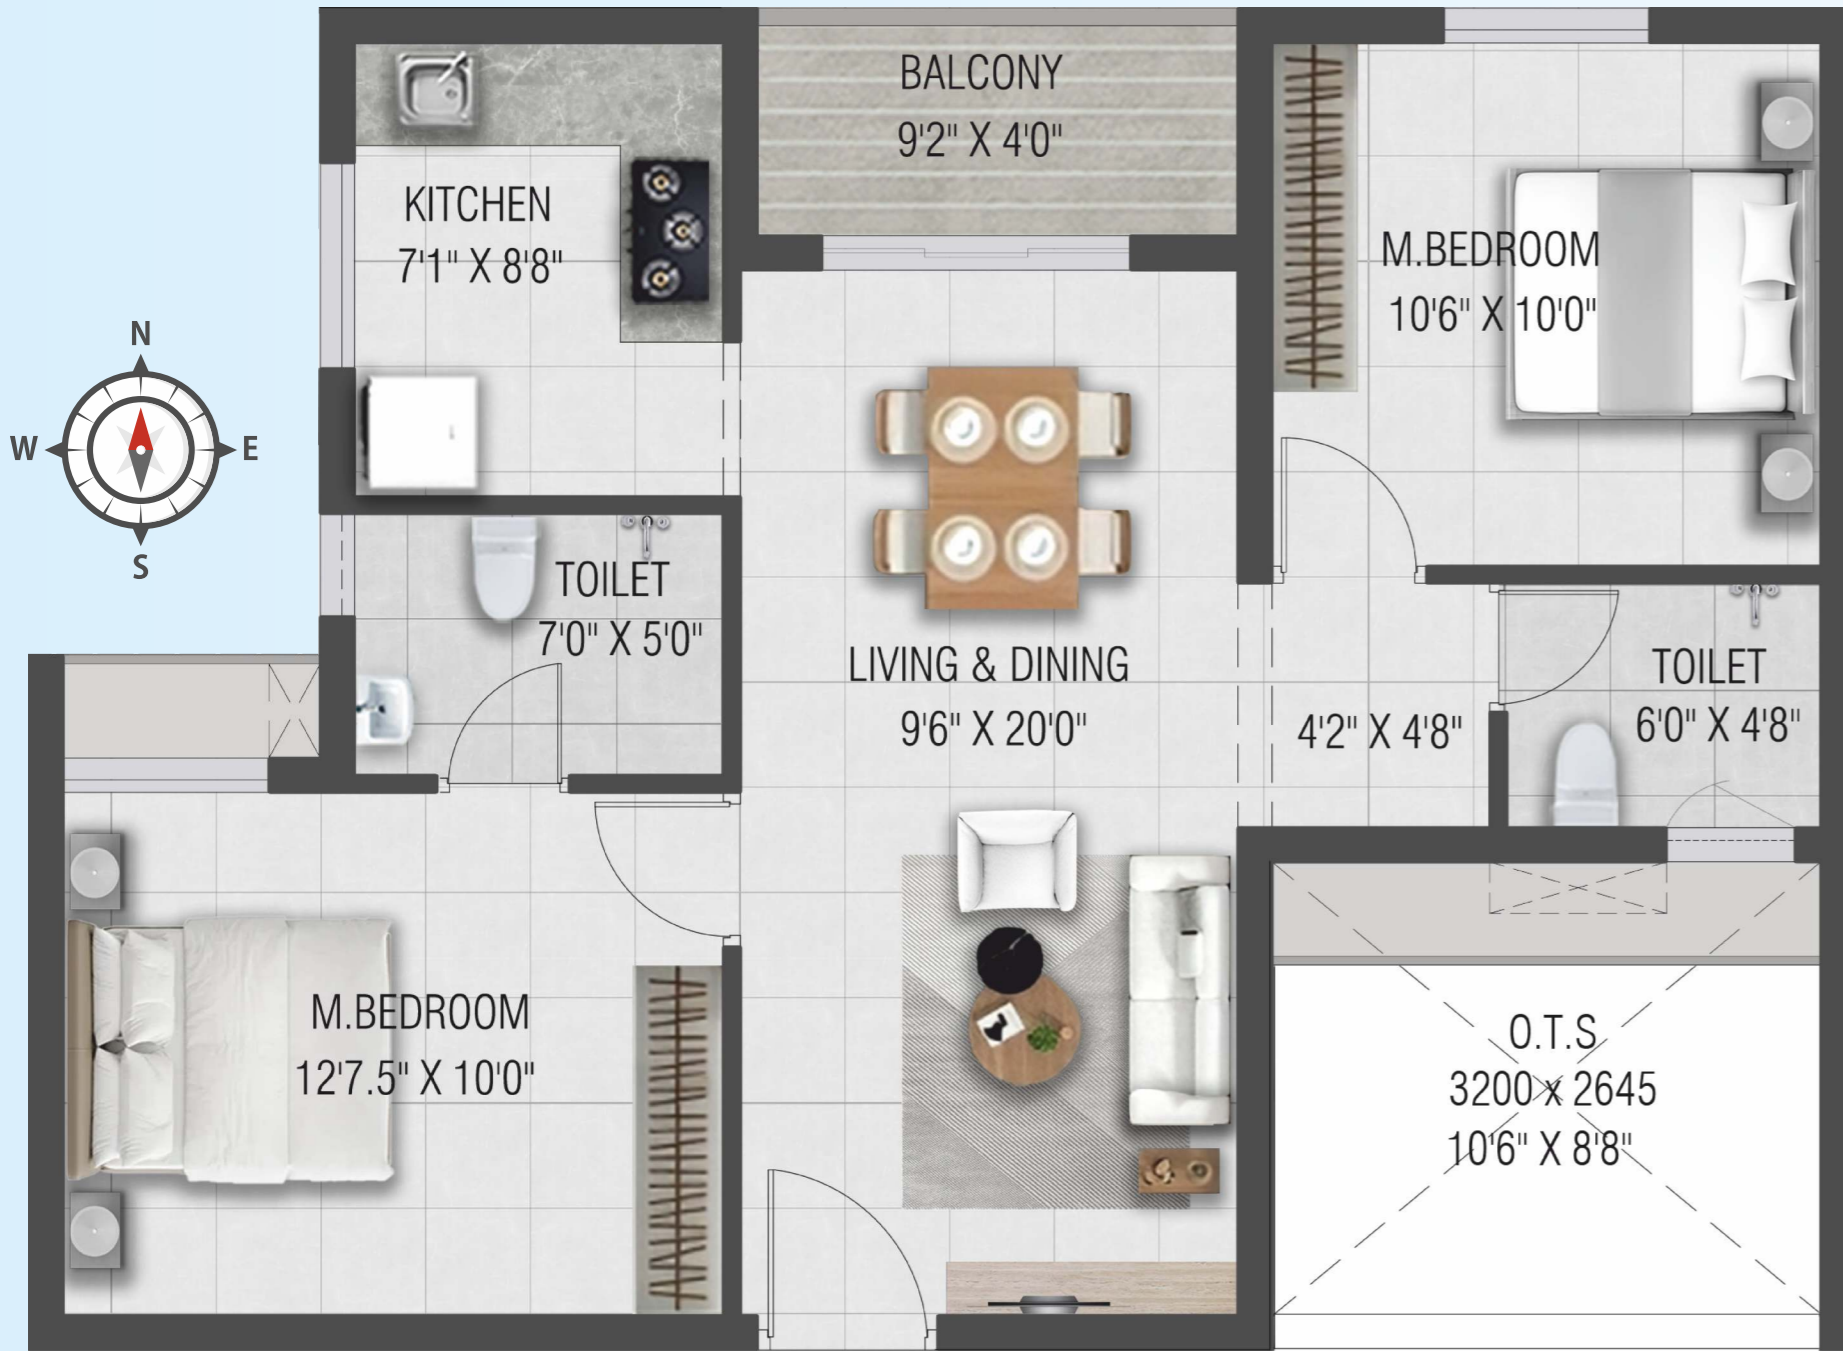 BALCONY
9'2" X 4'0"
KITCHEN
7'1" X 8'8"
M.BEDROOM
10'6" X 10'0"
N
W
E
S
TOILET
7'0" X 5'0"
LIVING & DINING
9'6" X 20'0"
4'2" X 4'8"
TOILET
6'0" X 4'8"
M.BEDROOM
12'7.5" X 10'0"
O.T.S
3200 x 2645
10'6" X 8'8"